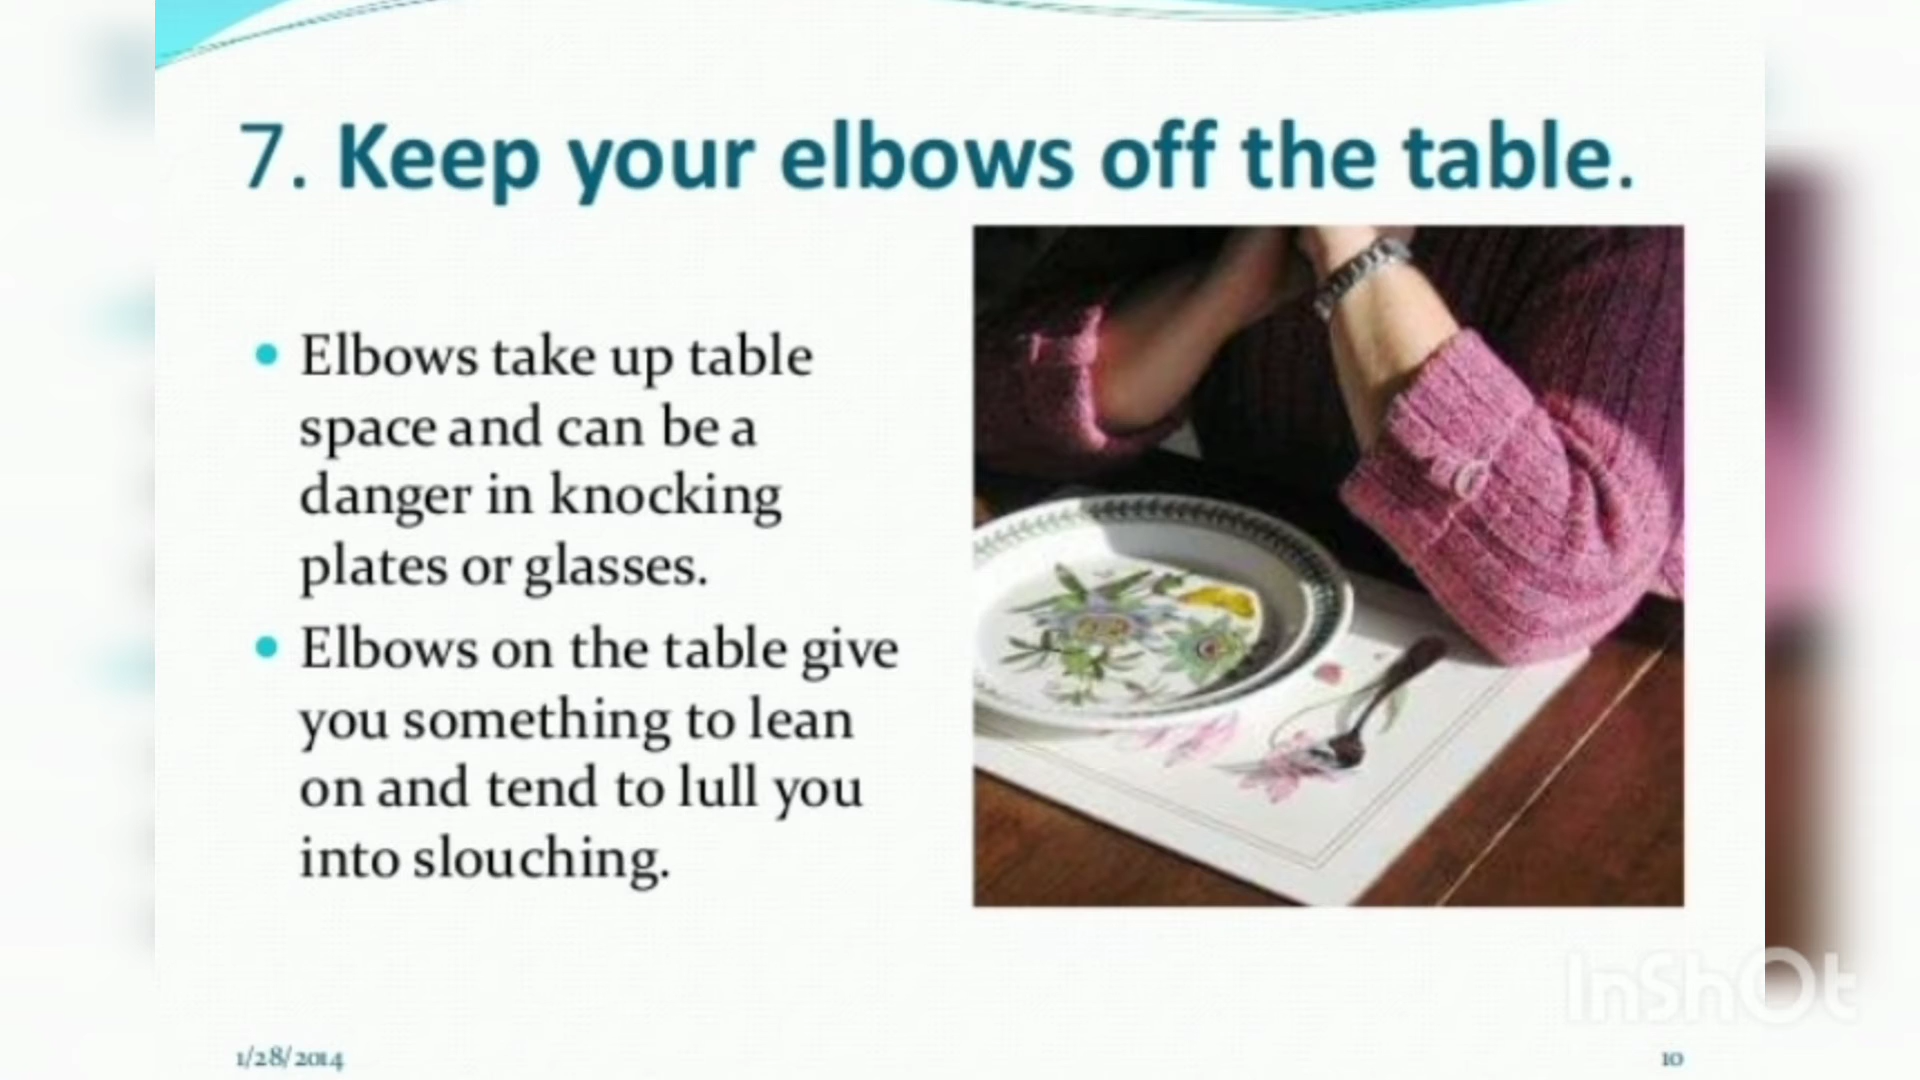 7. Keep your elbows off the table.
• Elbows take up table
space and can be a
danger in knocking
plates or glasses.
• Elbows on the table give
you something to lean
on and tend to lull you
into slouching.
InShOt
1/28/2014
10